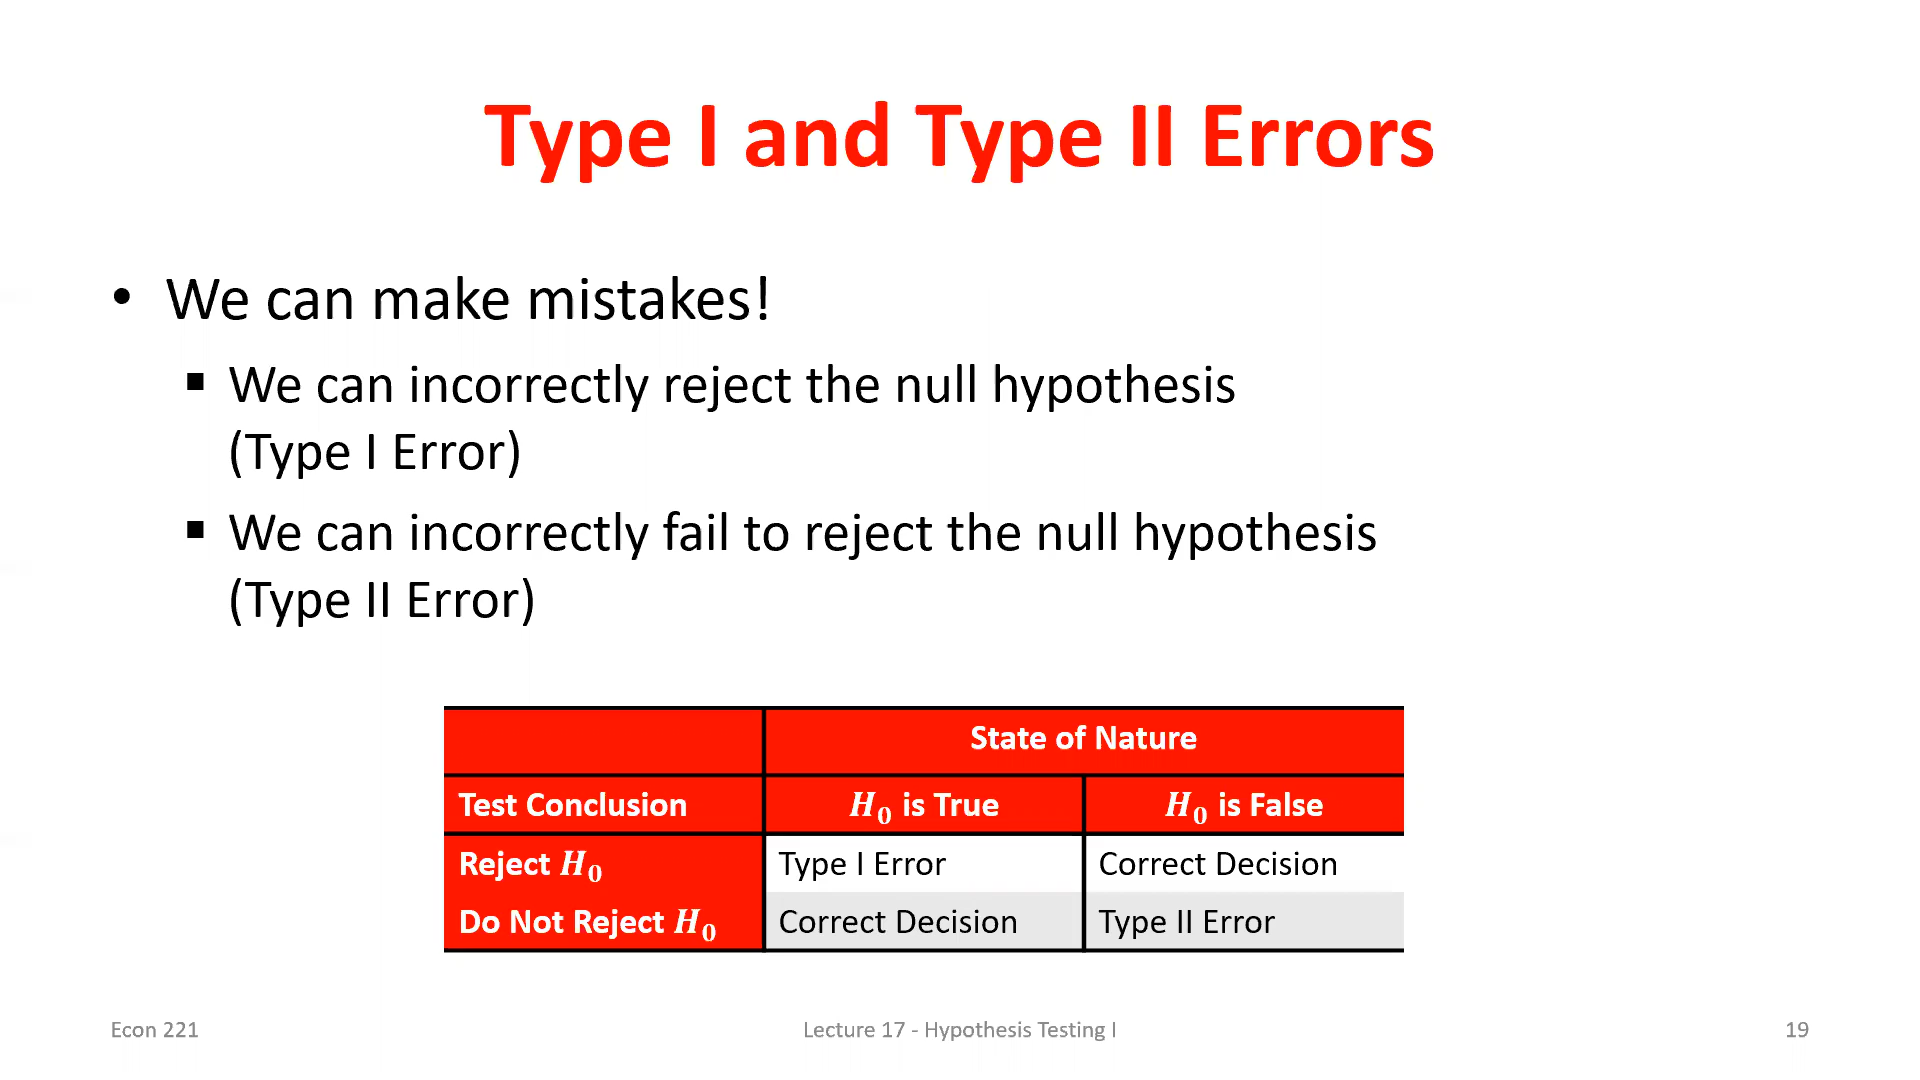 Type I and Type II Errors
• We can make mistakes!
▪ We can incorrectly reject the null hypothesis
(Type I Error)
▪ We can incorrectly fail to reject the null hypothesis
(Type II Error)
State of Nature
Test Conclusion H₀ is True H₀ is False
Reject H₀ Type I Error Correct Decision
Do Not Reject H₀ Correct Decision Type II Error
Econ 221 Lecture 17 - Hypothesis Testing I 19